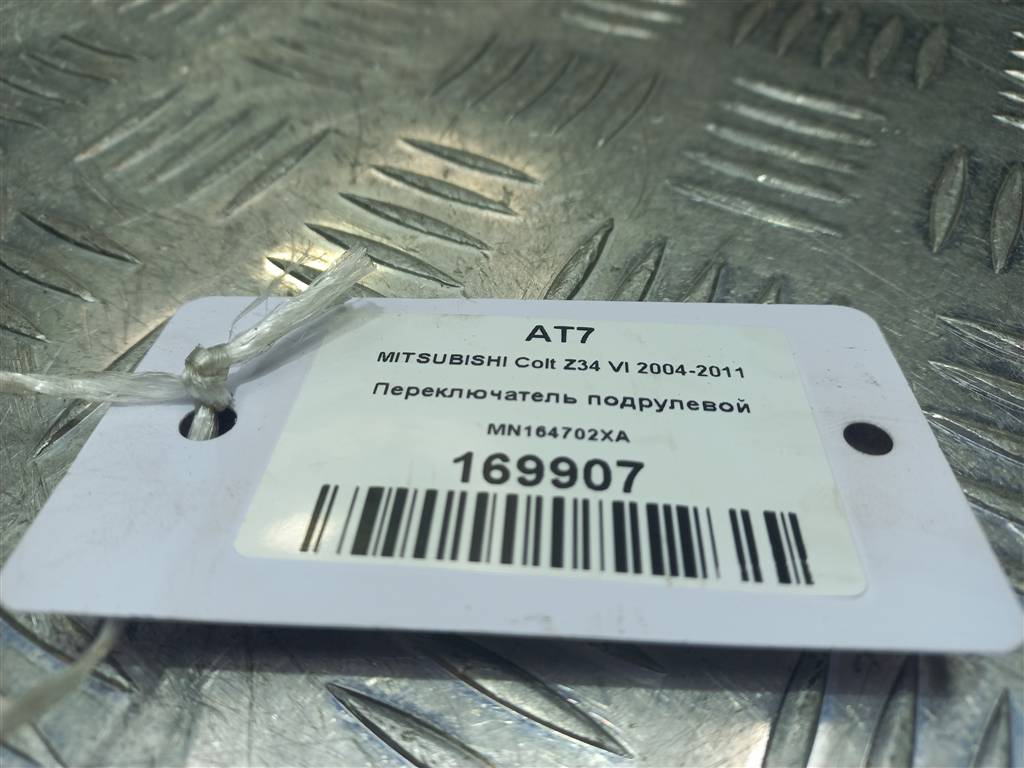 AT7
MITSUBISHI Colt Z34 VI 2004-2011
Переключатель подрулевой
MN164702XA
169907